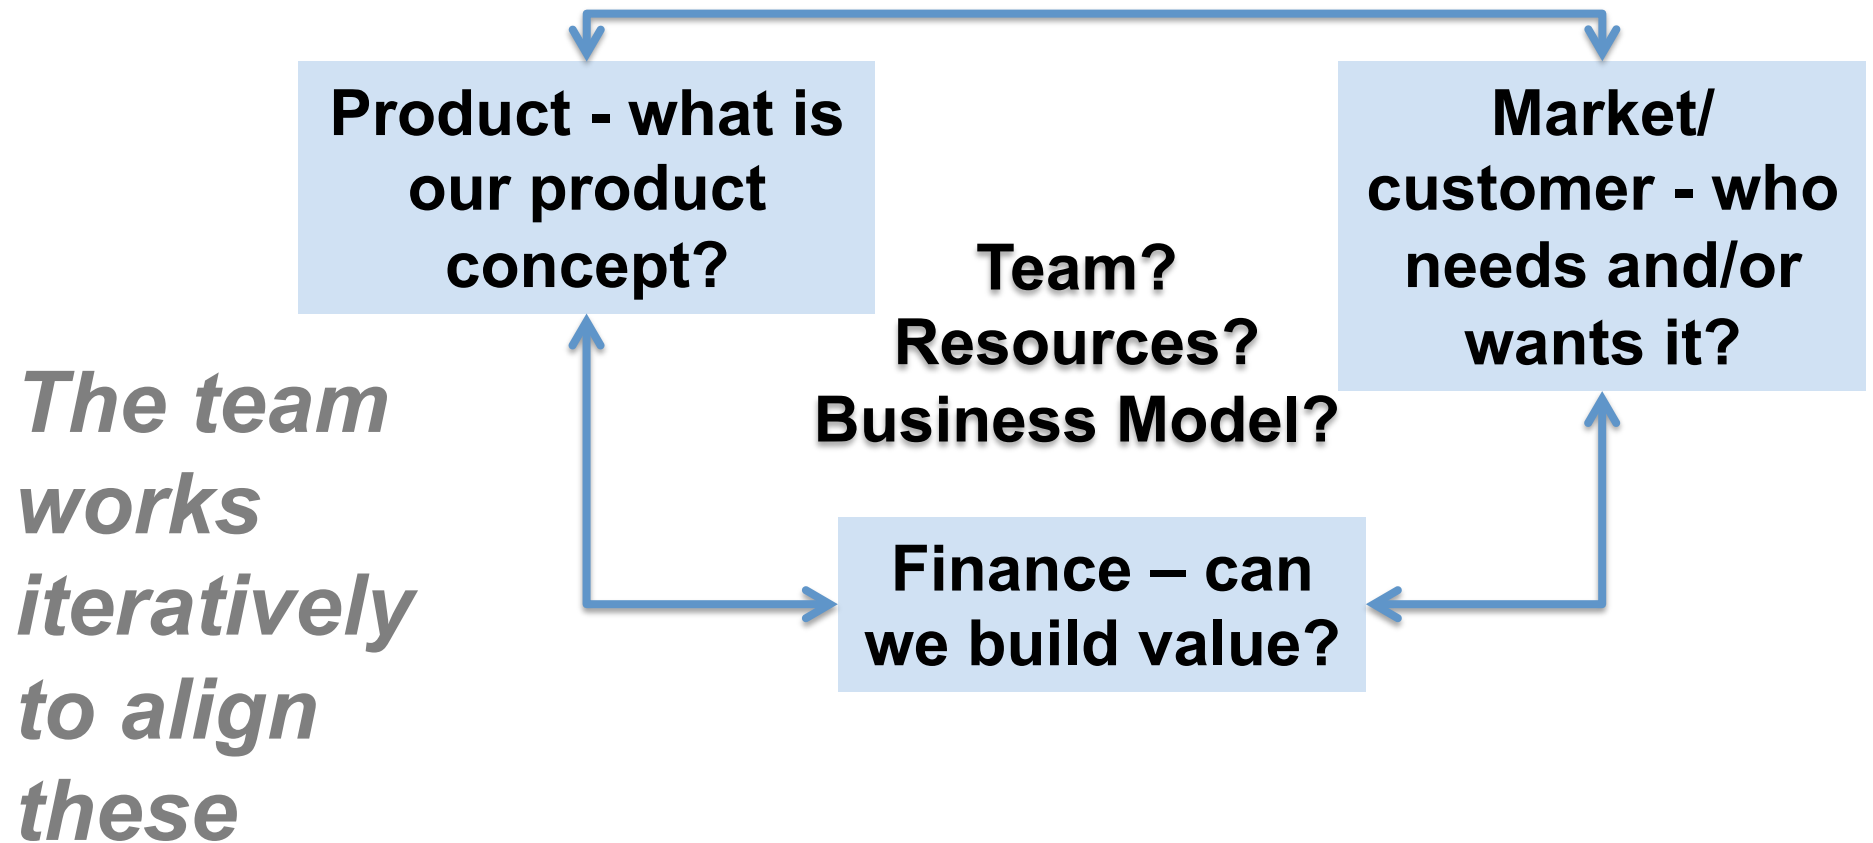 Product - what is
our product
concept?
Market/
customer - who
needs and/or
wants it?
Team?
Resources?
Business Model?
The team
works
iteratively
to align
these
Finance – can
we build value?